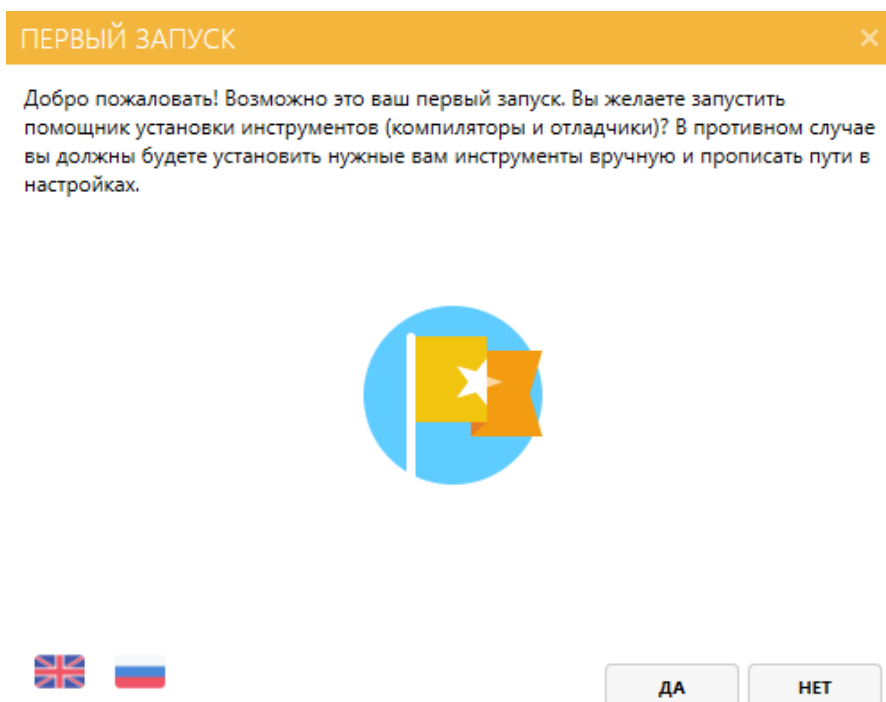 ПЕРВЫЙ ЗАПУСК
Добро пожаловать! Возможно это ваш первый запуск. Вы желаете запустить
помощник установки инструментов (компиляторы и отладчики)? В противном случае
вы должны будете установить нужные вам инструменты вручную и прописать пути в
настройках.
ДА НЕТ